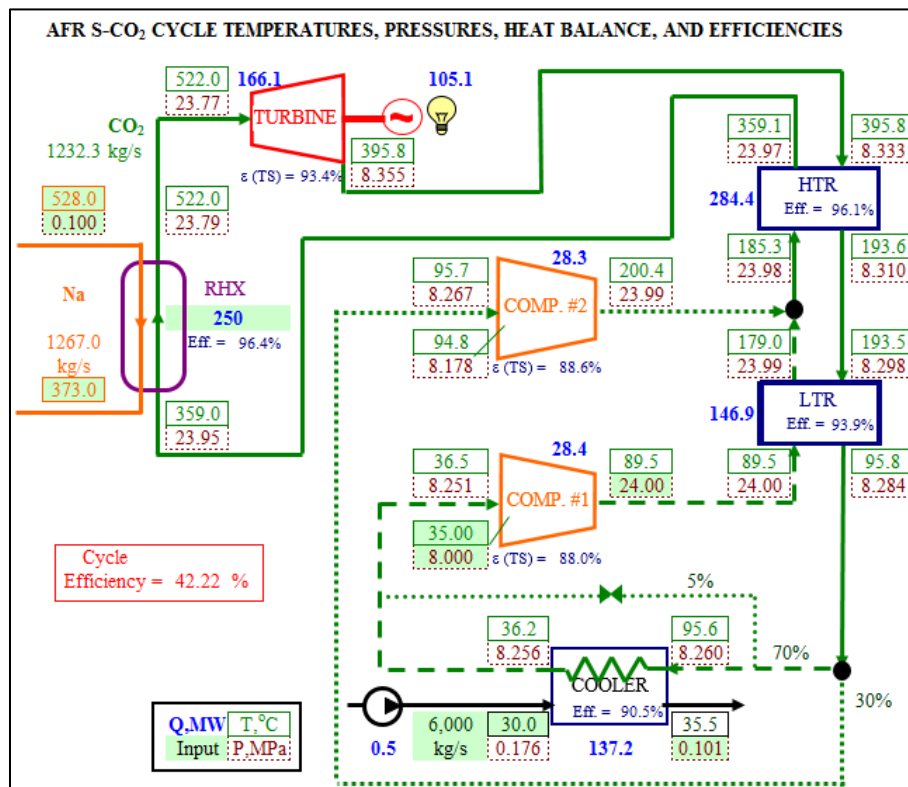 AFR S-CO₂ CYCLE TEMPERATURES, PRESSURES, HEAT BALANCE, AND EFFICIENCIES
522.0
23.77
166.1
TURBINE
~
105.1
CO₂
1232.3 kg/s
395.8
8.355
ε (TS) = 93.4%
359.1
23.97
395.8
8.333
528.0
0.100
522.0
23.79
284.4
HTR
Eff. = 96.1%
185.3
23.98
193.6
8.310
Na
1267.0
kg/s
373.0
RHX
250
Eff. = 96.4%
28.3
95.7
8.267
COMP. #2
200.4
23.99
94.8
8.178
ε (TS) = 88.6%
179.0
23.99
193.5
8.298
146.9
LTR
Eff. = 93.9%
359.0
23.95
28.4
36.5
8.251
COMP. #1
89.5
24.00
89.5
24.00
95.8
8.284
35.00
8.000
ε (TS) = 88.0%
Cycle
Efficiency = 42.22 %
5%
36.2
8.256
95.6
8.260
70%
30%
COOLER
Eff. = 90.5%
0.5
6,000
kg/s
30.0
0.176
137.2
35.5
0.101
Q,MW T,°C
Input P,MPa